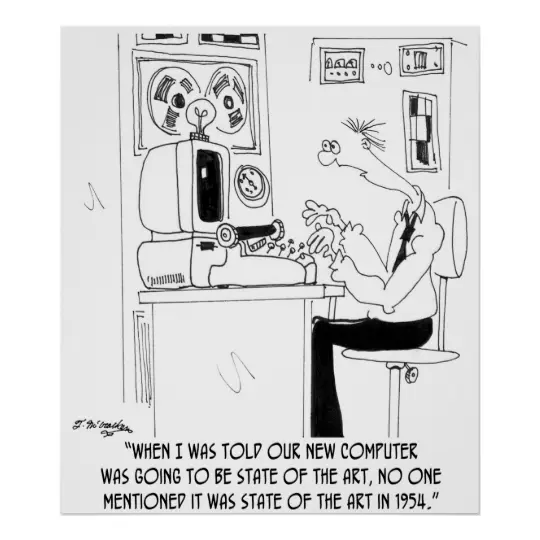 "WHEN I WAS TOLD OUR NEW COMPUTER
WAS GOING TO BE STATE OF THE ART, NO ONE
MENTIONED IT WAS STATE OF THE ART IN 1954."